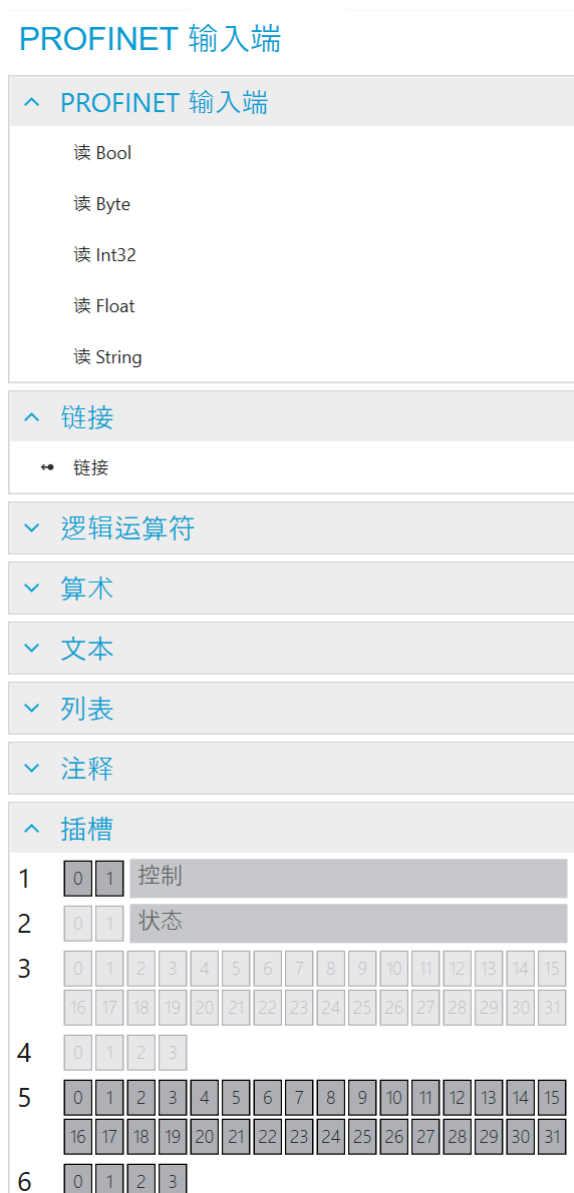 PROFINET 输入端
PROFINET 输入端
读 Bool
读 Byte
读 Int32
读 Float
读 String
链接
链接
逻辑运算符
算术
文本
列表
注释
插槽
1 0 1 控制
2 0 1 状态
3 0 1 2 3 4 5 6 7 8 9 10 11 12 13 14 15
16 17 18 19 20 21 22 23 24 25 26 27 28 29 30 31
4 0 1 2 3
5 0 1 2 3 4 5 6 7 8 9 10 11 12 13 14 15
16 17 18 19 20 21 22 23 24 25 26 27 28 29 30 31
6 0 1 2 3